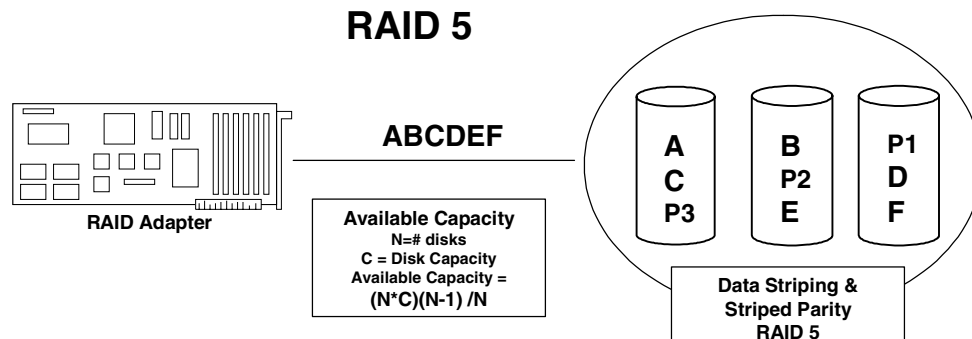 RAID 5
ABCDEF
RAID Adapter
Available Capacity
N=# disks
C = Disk Capacity
Available Capacity =
(N*C)(N-1) /N
A
C
P3
B
P2
E
P1
D
F
Data Striping &
Striped Parity
RAID 5